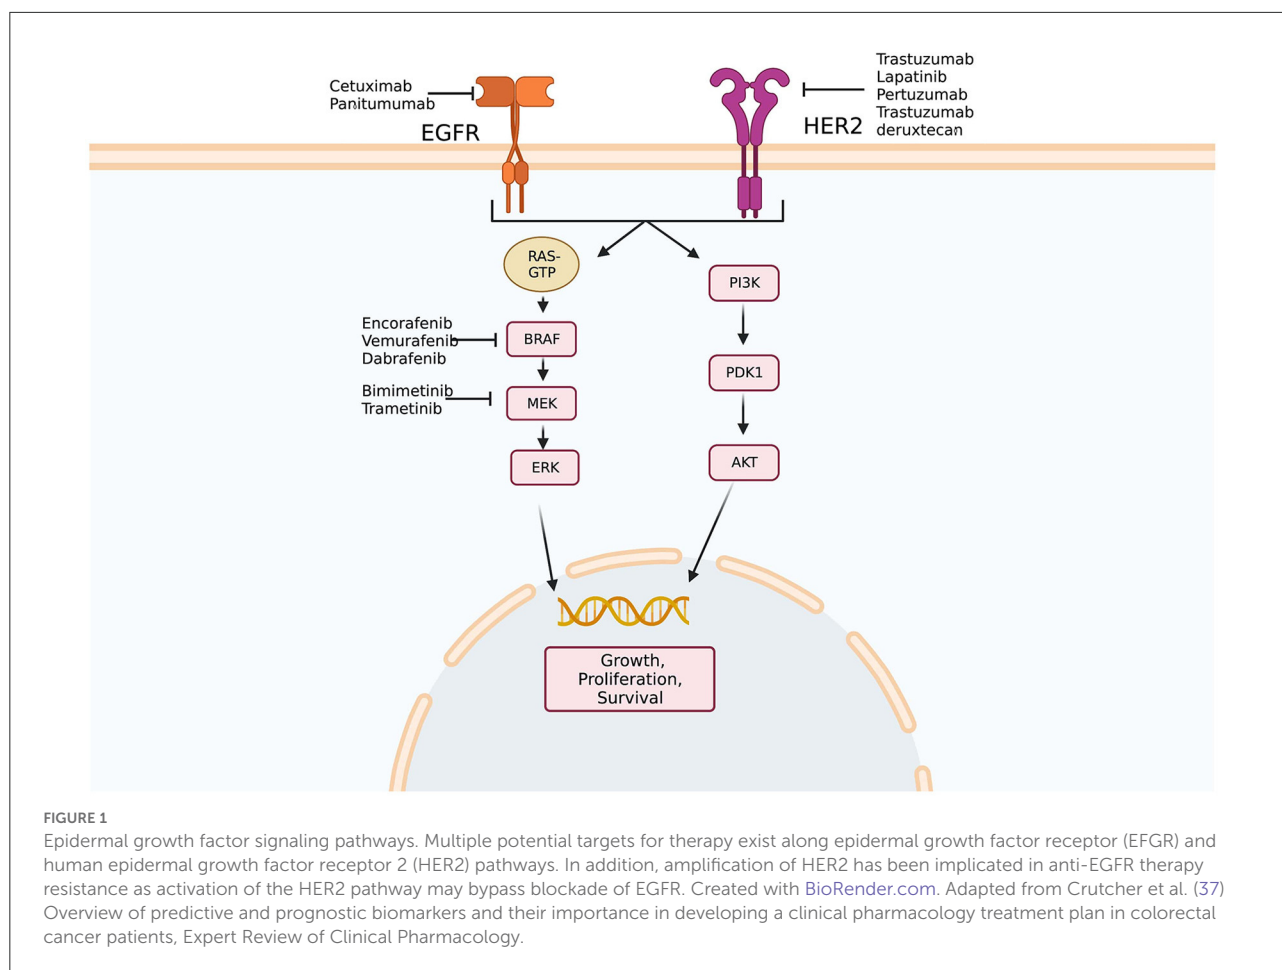 Cetuximab
Panitumumab
EGFR
HER2
Trastuzumab
Lapatinib
Pertuzumab
Trastuzumab
deruxtecan
RAS-
GTP
PI3K
Encorafenib
Vemurafenib
Dabrafenib
BRAF
PDK1
Bimimetinib
Trametinib
MEK
ERK
AKT
Growth,
Proliferation,
Survival
FIGURE 1
Epidermal growth factor signaling pathways. Multiple potential targets for therapy exist along epidermal growth factor receptor (EFGR) and
human epidermal growth factor receptor 2 (HER2) pathways. In addition, amplification of HER2 has been implicated in anti-EGFR therapy
resistance as activation of the HER2 pathway may bypass blockade of EGFR. Created with BioRender.com. Adapted from Crutcher et al. (37)
Overview of predictive and prognostic biomarkers and their importance in developing a clinical pharmacology treatment plan in colorectal
cancer patients, Expert Review of Clinical Pharmacology.